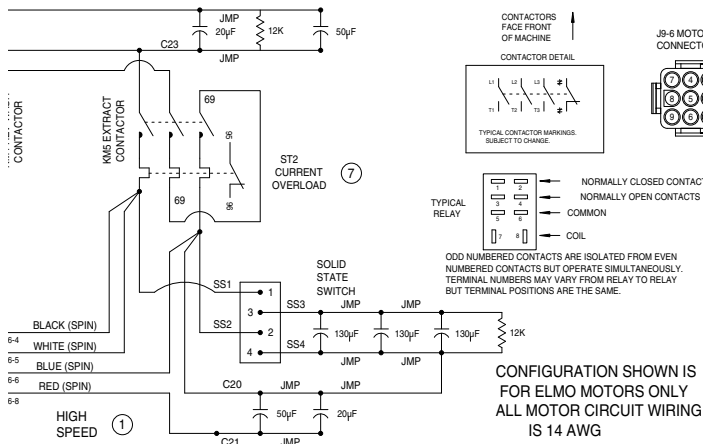 JMP
20µF
12K
50µF
C23
JMP
CONTACTOR
KM5 EXTRACT
CONTACTOR
69
95
96
69
ST2
CURRENT
OVERLOAD
7
CONTACTORS
FACE FRONT
OF MACHINE
CONTACTOR DETAIL
L1 L2 L3
T1 T2 T3
TYPICAL CONTACTOR MARKINGS.
SUBJECT TO CHANGE.
J9-6 MOTO
CONNECTO
7 4
8 5
9 6
TYPICAL
RELAY
1 2
3 4
5 6
7 8
NORMALLY CLOSED CONTACT
NORMALLY OPEN CONTACTS
COMMON
COIL
ODD NUMBERED CONTACTS ARE ISOLATED FROM EVEN
NUMBERED CONTACTS BUT OPERATE SIMULTANEOUSLY.
TERMINAL NUMBERS MAY VARY FROM RELAY TO RELAY
BUT TERMINAL POSITIONS ARE THE SAME.
SOLID
STATE
SWITCH
SS1
1
3
SS3
JMP
JMP
SS2
2
4
SS4
130µF
130µF
130µF
12K
JMP
JMP
BLACK (SPIN)
6-4
WHITE (SPIN)
6-5
BLUE (SPIN)
6-6
RED (SPIN)
6-8
C20
JMP
JMP
50µF
20µF
C21
JMP
HIGH
SPEED
1
CONFIGURATION SHOWN IS
FOR ELMO MOTORS ONLY
ALL MOTOR CIRCUIT WIRING
IS 14 AWG